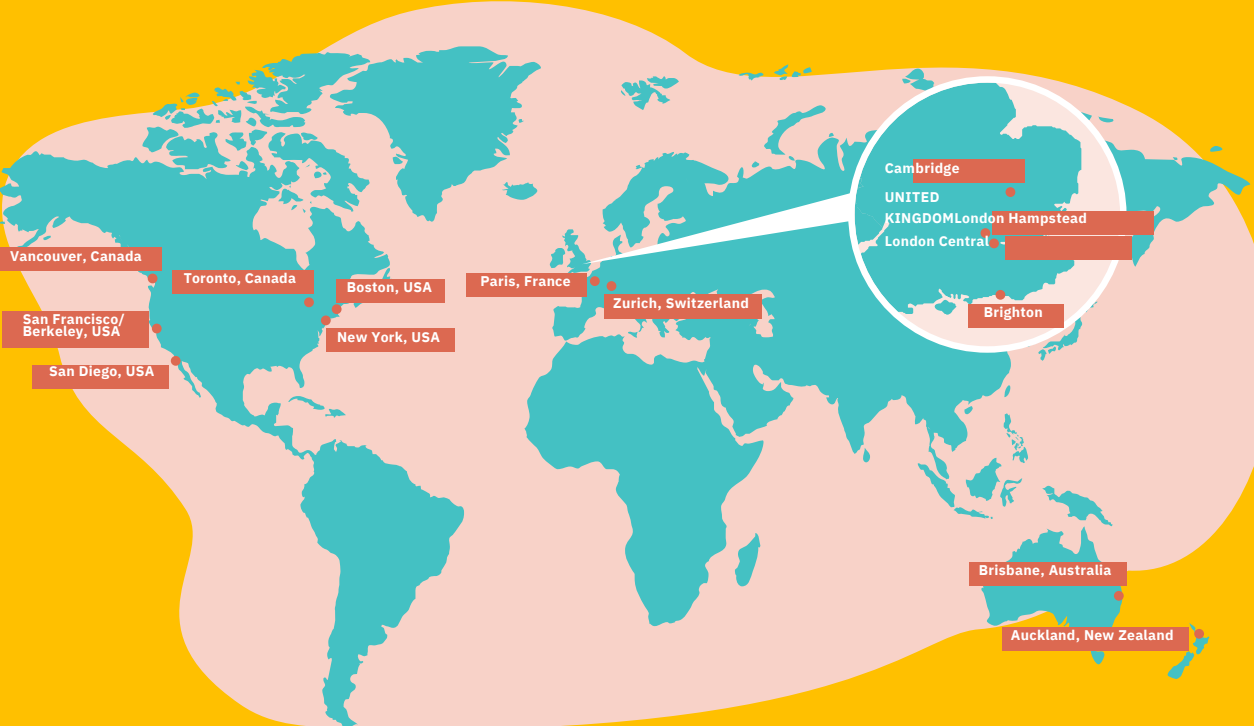 Cambridge
UNITED
KINGDOMLondon Hampstead
London Central
Vancouver, Canada
Toronto, Canada
Boston, USA
Paris, France
Zurich, Switzerland
Brighton
San Francisco/
Berkeley, USA
New York, USA
San Diego, USA
Brisbane, Australia
Auckland, New Zealand